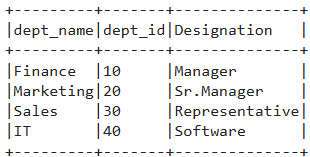 +---------+-------+--------------+
|dept_name|dept_id|Designation   |
+---------+-------+--------------+
|Finance  |10     |Manager       |
|Marketing|20     |Sr.Manager    |
|Sales    |30     |Representative|
|IT       |40     |Software      |
+---------+-------+--------------+